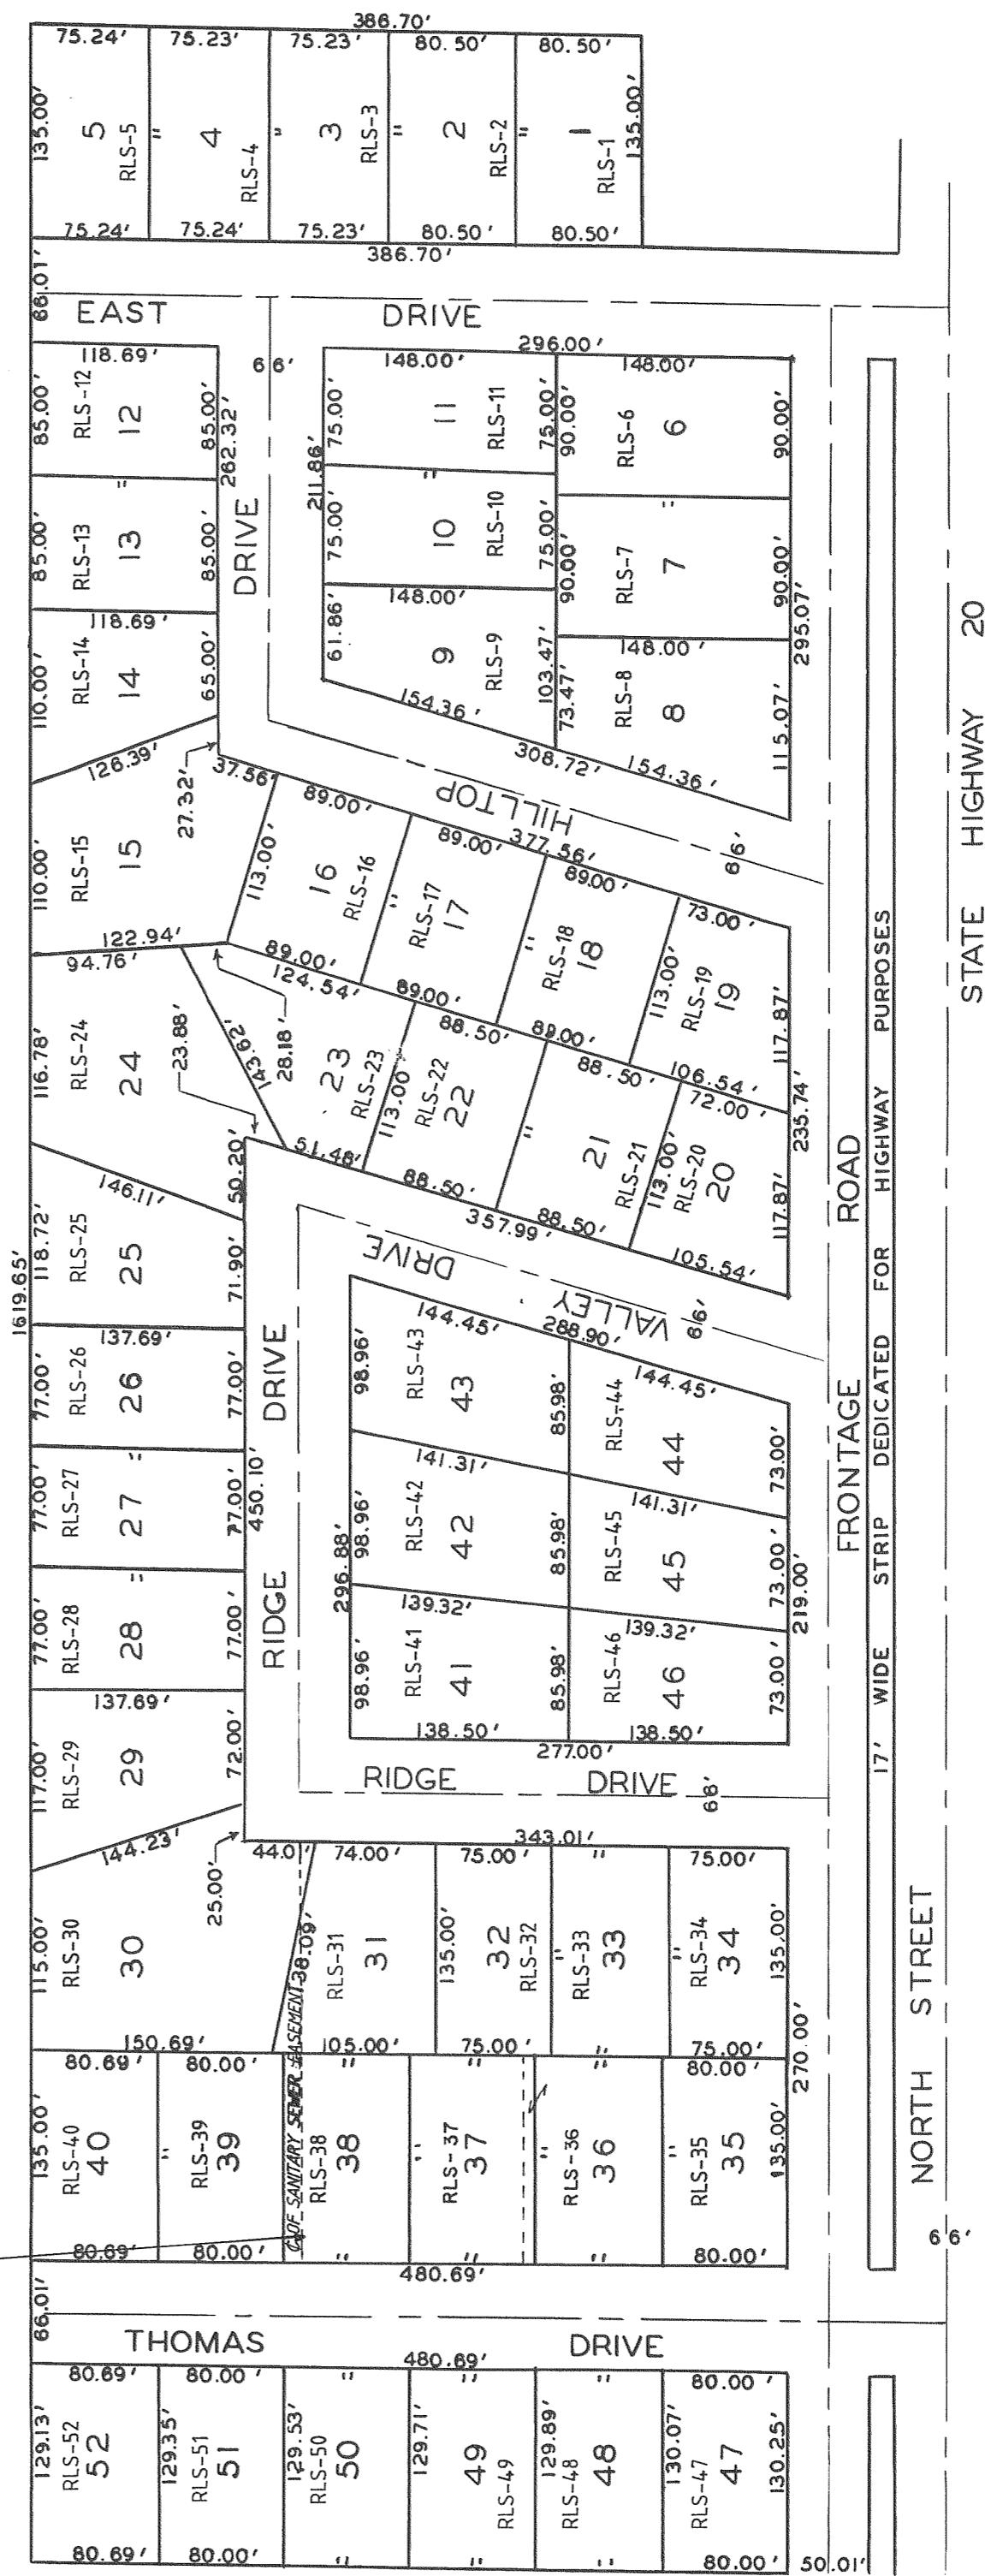 386.70'
75.24' 75.23' 75.23' 80.50' 80.50'
135.00' 5 RLS-5 " 4 RLS-4 " 3 RLS-3 " 2 RLS-2 " 1 RLS-1 135.00'
75.24' 75.24' 75.23' 80.50' 80.50'
386.70'
66.01'
EAST DRIVE
118.69' 66' 296.00'
148.00' 148.00'
85.00' RLS-12 12 85.00' 262.32'
75.00' 11 RLS-11 75.00' 90.00' RLS-6 6 90.00'
" 211.86' " "
85.00' RLS-13 13 85.00' DRIVE
75.00' 10 RLS-10 75.00' 90.00' RLS-7 7 90.00'
118.69' 148.00' 148.00' 295.07'
110.00' RLS-14 14 65.00'
61.86' 9 RLS-9 103.47' 73.47' RLS-8 8 115.07'
154.36' 308.72' 154.36'
126.39' 27.32' 37.56'
HILLTOP 66'
110.00' RLS-15 15
89.00' 89.00' 377.56' 89.00' 73.00'
113.00' 16 RLS-16 " RLS-17 17 " RLS-18 18 113.00' RLS-19 19 117.87'
122.94' 94.76' 28.18'
89.00' 124.54' 89.00' 88.50' 89.00' 88.50' 106.54' 72.00' 235.74'
116.78' RLS-24 24 23.88' 143.62'
23 RLS-23 113.00' RLS-22 22 " 21 RLS-21 113.00' RLS-20 20 117.87'
51.48' 88.50' 357.99' 88.50' 105.54'
146.11' 50.20'
VALLEY DRIVE 66'
1619.65'
118.72' RLS-25 25 71.90'
144.45' 288.90' 144.45'
137.69'
77.00' RLS-26 26 77.00' RIDGE DRIVE
98.96' RLS-43 43 85.98' RLS-44 44 73.00'
" 450.10' 141.31' 141.31'
77.00' RLS-27 27 77.00'
296.88' 98.96' RLS-42 42 85.98' RLS-45 45 73.00' 219.00'
" 139.32' 139.32'
77.00' RLS-28 28 77.00'
98.96' RLS-41 41 85.98' RLS-46 46 73.00'
137.69' 138.50' 138.50'
277.00'
117.00' RLS-29 29 72.00'
RIDGE DRIVE 66'
144.23' 25.00' 343.01'
44.01' 74.00' 75.00' " 75.00'
115.00' RLS-30 30 138.09' RLS-31 31 135.00' 32 RLS-32 " RLS-33 33 " RLS-34 34 135.00'
150.69' 105.00' 75.00' " 75.00' 270.00'
80.69' 80.00' " " " 80.00'
℄ OF SANITARY SEWER EASEMENT
135.00' RLS-40 40 " RLS-39 39 RLS-38 38 " RLS-37 37 " RLS-36 36 " RLS-35 35 135.00'
80.69' 80.00' " " 80.00'
480.69'
66.01'
THOMAS DRIVE
480.69'
80.69' 80.00' " " " 80.00'
129.13' RLS-52 52 129.35' RLS-51 51 129.53' RLS-50 50 129.71' 49 RLS-49 129.89' RLS-48 48 130.07' RLS-47 47 130.25'
80.69' 80.00' " " " 80.00' 50.01'
FRONTAGE ROAD
17' WIDE STRIP DEDICATED FOR HIGHWAY PURPOSES
NORTH STREET 66'
STATE HIGHWAY 20